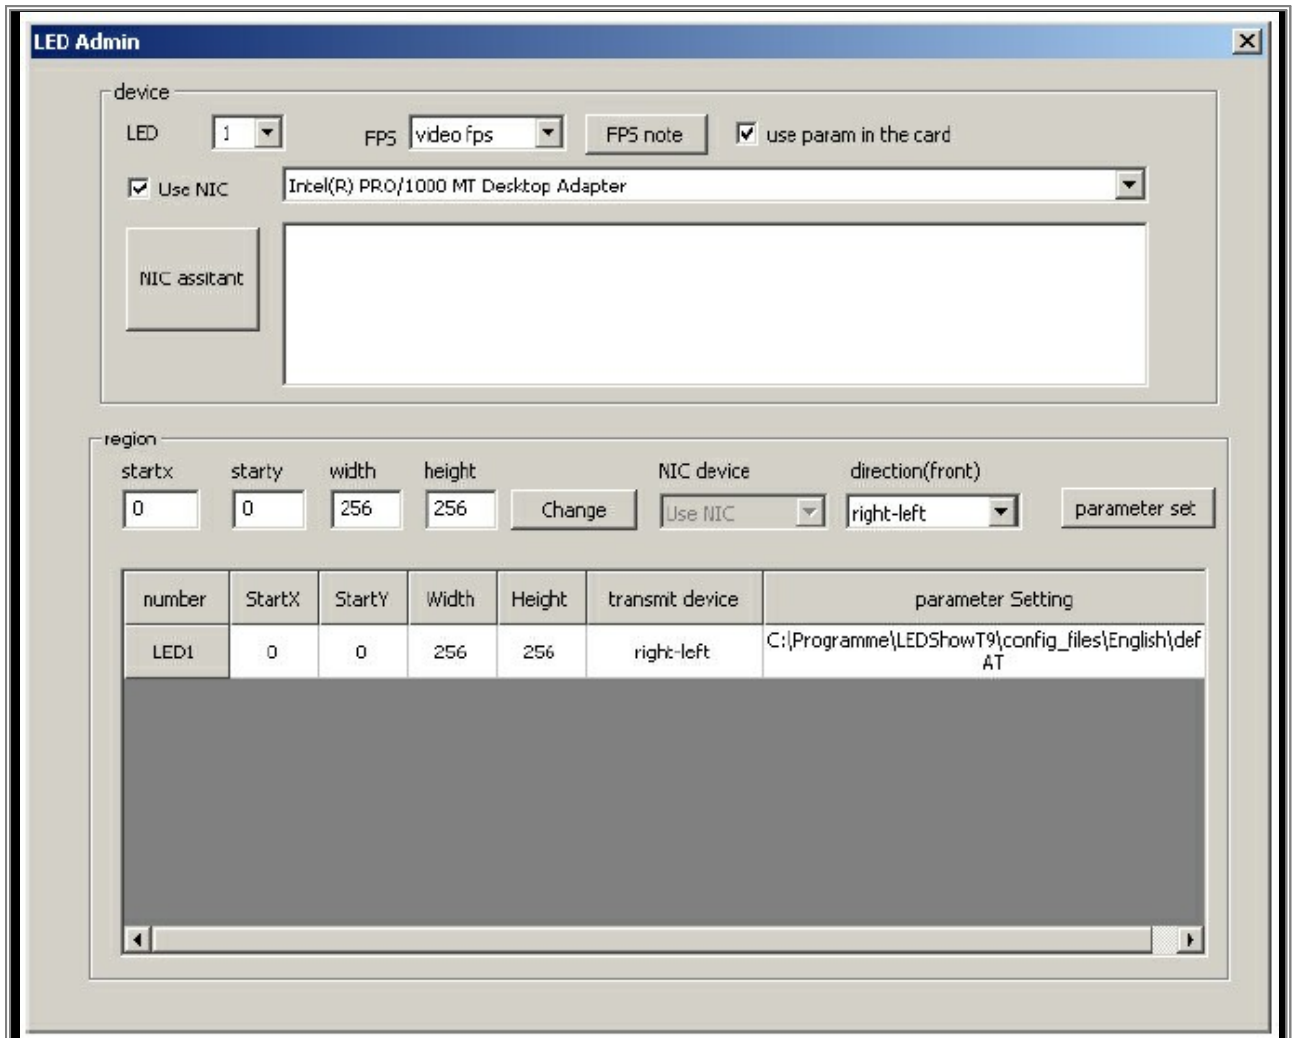 LED Admin
device
LED 1 FPS video fps FPS note use param in the card
Use NIC Intel(R) PRO/1000 MT Desktop Adapter
NIC assitant
region
startx starty width height NIC device direction(front)
0 0 256 256 Change Use NIC right-left parameter set
number StartX StartY Width Height transmit device parameter Setting
LED1 0 0 256 256 right-left C:\Programme\LEDShowT9\config_files\English\def
AT